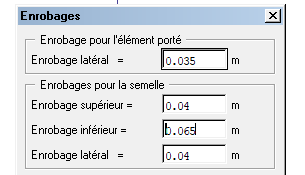 Enrobages
Enrobage pour l'élément porté
Enrobage latéral = 0.035 m
Enrobages pour la semelle
Enrobage supérieur = 0.04 m
Enrobage inférieur = 0.065 m
Enrobage latéral = 0.04 m